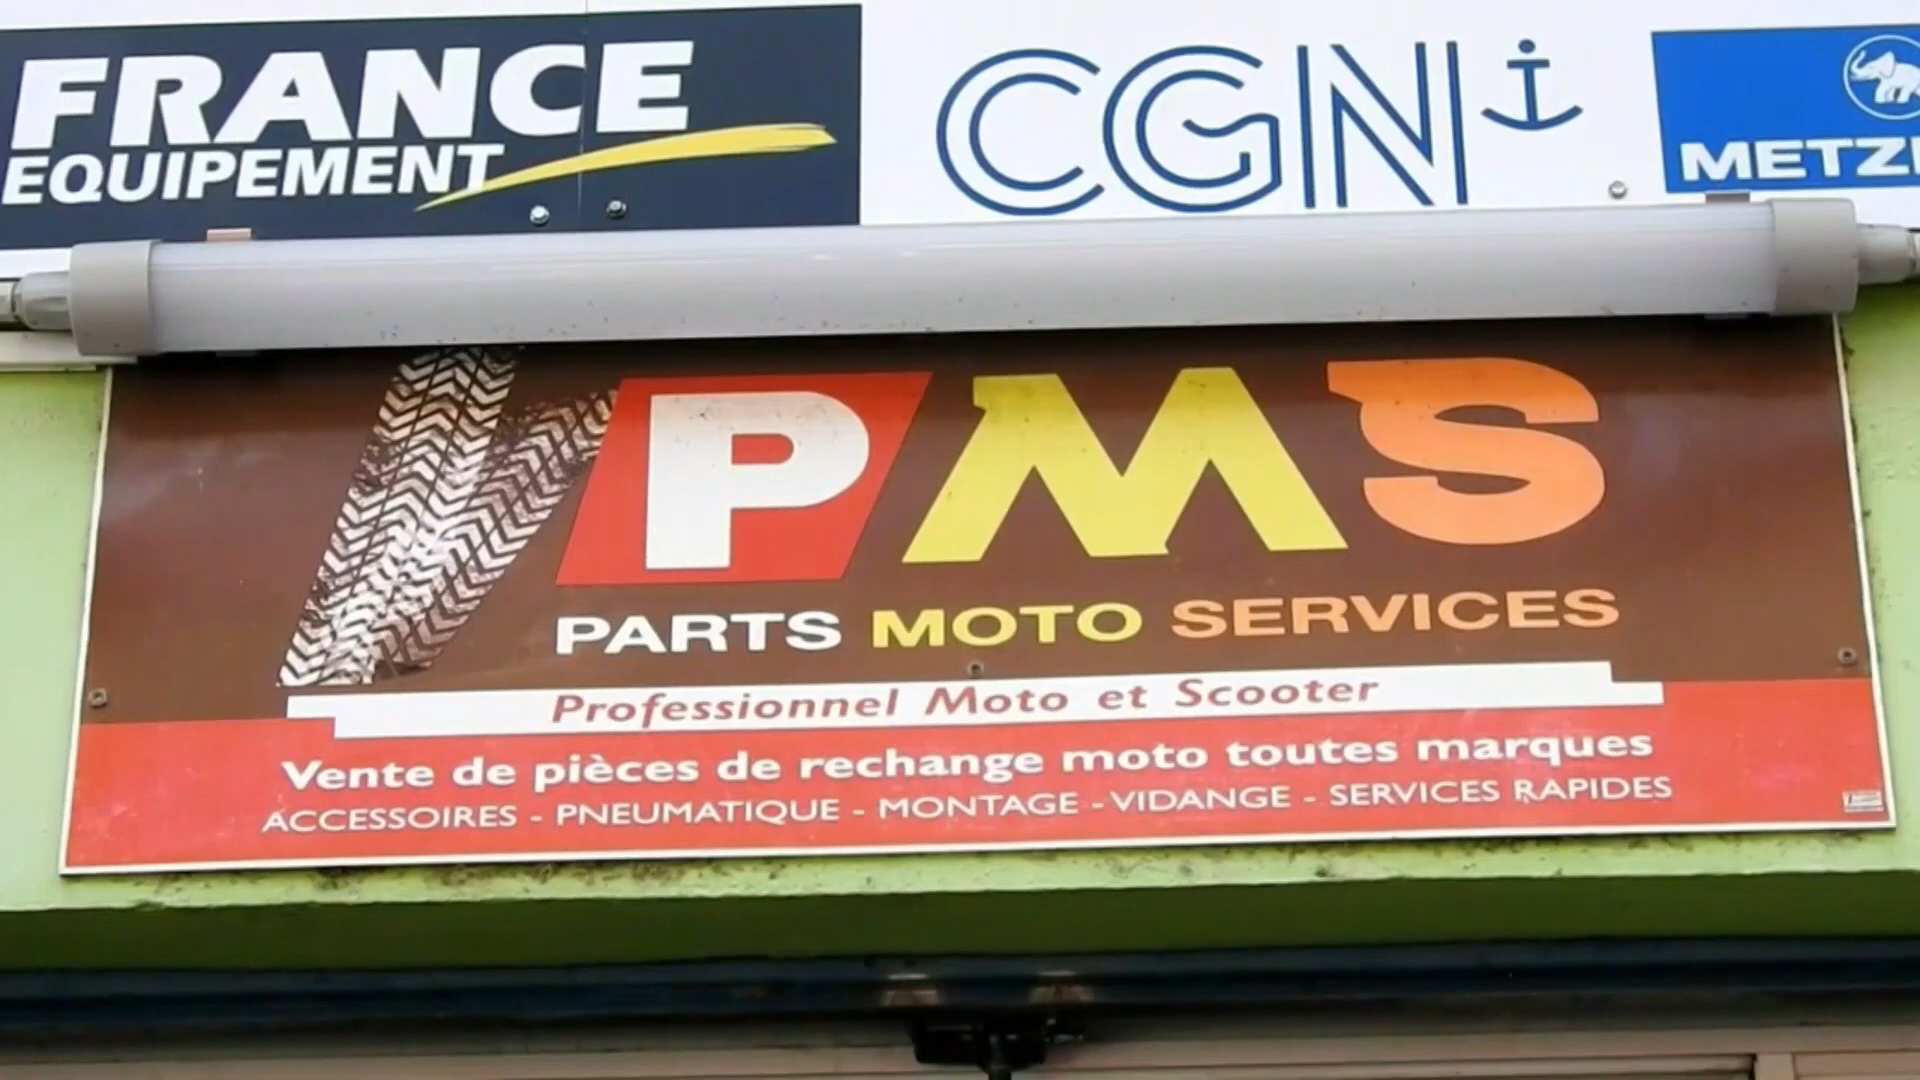 FRANCE
EQUIPEMENT
CGN
METZ
PMS
PARTS MOTO SERVICES
Professionnel Moto et Scooter
Vente de pièces de rechange moto toutes marques
ACCESSOIRES - PNEUMATIQUE - MONTAGE - VIDANGE - SERVICES RAPIDES